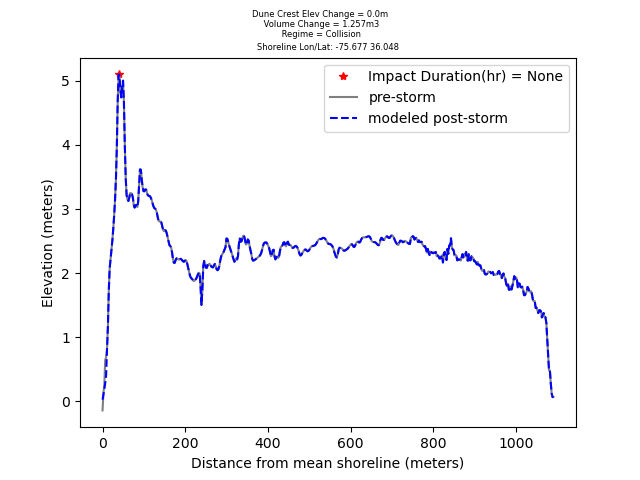 Dune Crest Elev Change = 0.0m
Volume Change = 1.257m3
Regime = Collision
Shoreline Lon/Lat: -75.677 36.048
Impact Duration(hr) = None
pre-storm
modeled post-storm
Elevation (meters)
5
4
3
2
1
0
0 200 400 600 800 1000
Distance from mean shoreline (meters)